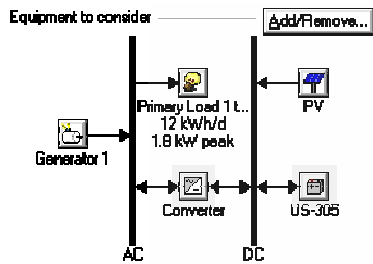 Equipment to consider
Add/Remove...
Primary Load 1 t...
12 kWh/d
1.8 kW peak
PV
Generator 1
Converter
US-305
AC
DC